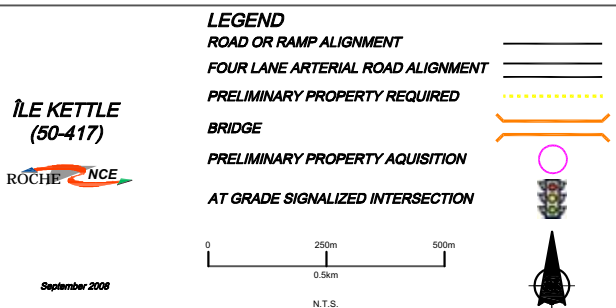 LEGEND
ROAD OR RAMP ALIGNMENT
FOUR LANE ARTERIAL ROAD ALIGNMENT
PRELIMINARY PROPERTY REQUIRED
BRIDGE
PRELIMINARY PROPERTY AQUISITION
AT GRADE SIGNALIZED INTERSECTION
ÎLE KETTLE
(50-417)
ROCHE NCE
September 2008
0 250m 500m
0.5km
N.T.S.